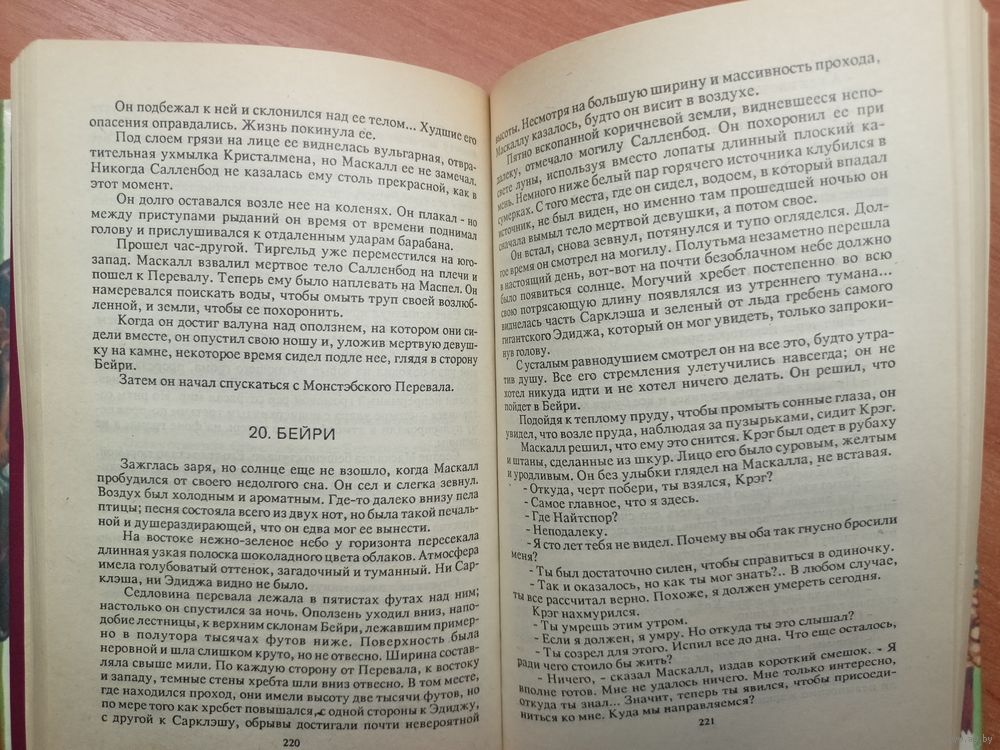 Он подбежал к ней и склонился над ее телом... Худшие его
опасения оправдались. Жизнь покинула ее.
Под слоем грязи на лице ее виднелась вульгарная, отвра-
тительная ухмылка Кристалмена, но Маскалл ее не замечал.
Никогда Салленбод не казалась ему столь прекрасной, как в
этот момент.
Он долго оставался возле нее на коленях. Он плакал - но
между приступами рыданий он время от времени поднимал
голову и прислушивался к отдаленным ударам барабана.
Прошел час-другой. Тиргельд уже переместился на юго-
запад. Маскалл взвалил мертвое тело Салленбод на плечи и
пошел к Перевалу. Теперь ему было наплевать на Маспел. Он
намеревался поискать воды, чтобы омыть труп своей возлюб-
ленной, и земли, чтобы ее похоронить.
Когда он достиг валуна над оползнем, на котором они си-
дели вместе, он опустил свою ношу и, уложив мертвую девуш-
ку на камне, некоторое время сидел подле нее, глядя в сторону
Бейри.
Затем он начал спускаться с Монстэбского Перевала.
20. БЕЙРИ
Зажглась заря, но солнце еще не взошло, когда Маскалл
пробудился от своего недолгого сна. Он сел и слегка зевнул.
Воздух был холодным и ароматным. Где-то далеко внизу пела
птицы; песня состояла всего из двух нот, но была такой печаль-
ной и душераздирающей, что он едва мог ее вынести.
На востоке нежно-зеленое небо у горизонта пересекала
длинная узкая полоска шоколадного цвета облаков. Атмосфера
имела голубоватый оттенок, загадочный и туманный. Ни Сар-
клэша, ни Эдиджа видно не было.
Седловина перевала лежала в пятистах футах над ним;
настолько он спустился за ночь. Оползень уходил вниз, напо-
добие лестницы, к верхним склонам Бейри, лежавшим пример-
но в полутора тысячах футов ниже. Поверхность была
неровной и шла слишком круто, но не отвесно. Ширина состав-
ляла свыше мили. По каждую сторону от Перевала, к востоку
и западу, темные стены хребта шли вниз отвесно. В том месте,
где находился проход, они имели высоту две тысячи футов, но
по мере того как хребет повышался, с одной стороны к Эдиджу,
с другой к Сарклэшу, обрывы достигали почти невероятной
220
высоты. Несмотря на большую ширину и массивность прохода,
Маскаллу казалось, будто он висит в воздухе.
Пятно вскопанной коричневой земли, видневшееся непо-
далеку, отмечало могилу Салленбод. Он похоронил ее при
свете луны, используя вместо лопаты длинный плоский ка-
мень. Немного ниже белый пар горячего источника клубился в
сумерках. С того места, где он сидел, водоем, в который впадал
источник, не был виден, но именно там прошедшей ночью он
сначала вымыл тело мертвой девушки, а потом свое.
Он встал, снова зевнул, потянулся и тупо огляделся. Дол-
гое время он смотрел на могилу. Полутьма незаметно перешла
в настоящий день, вот-вот на почти безоблачном небе должно
было появиться солнце. Могучий хребет постепенно во всю
свою потрясающую длину появлялся из утреннего тумана...
виднелась часть Сарклэша и зеленый от льда гребень самого
гигантского Эдиджа, который он мог увидеть, только запроки-
нув голову.
С усталым равнодушием смотрел он на все это, будто утра-
тив душу. Все его стремления улетучились навсегда; он не
хотел никуда идти и не хотел ничего делать. Он решил, что
пойдет в Бейри.
Подойдя к теплому пруду, чтобы промыть сонные глаза, он
увидел, что возле пруда, наблюдая за пузырьками, сидит Крэг.
Маскалл решил, что ему это снится. Крэг был одет в рубаху
и штаны, сделанные из шкур. Лицо его было суровым, желтым
и уродливым. Он без улыбки глядел на Маскалла, не вставая.
- Откуда, черт побери, ты взялся, Крэг?
- Самое главное, что я здесь.
- Где Найтспор?
- Неподалеку.
- Я сто лет тебя не видел. Почему вы оба так гнусно бросили
меня?
- Ты был достаточно силен, чтобы справиться в одиночку.
- Так и оказалось, но как ты мог знать?.. В любом случае,
ты все рассчитал верно. Похоже, я должен умереть сегодня.
Крэг нахмурился.
- Ты умрешь этим утром.
- Если я должен, я умру. Но откуда ты это слышал?
- Ты созрел для этого. Испил все до дна. Что еще осталось,
ради чего стоило бы жить?
- Ничего, - сказал Маскалл, издав короткий смешок. - Я
вполне готов. Мне не удалось ничего. Мне только интересно,
откуда ты знал... Значит, теперь ты явился, чтобы присоеди-
ниться ко мне. Куда мы направляемся?
221